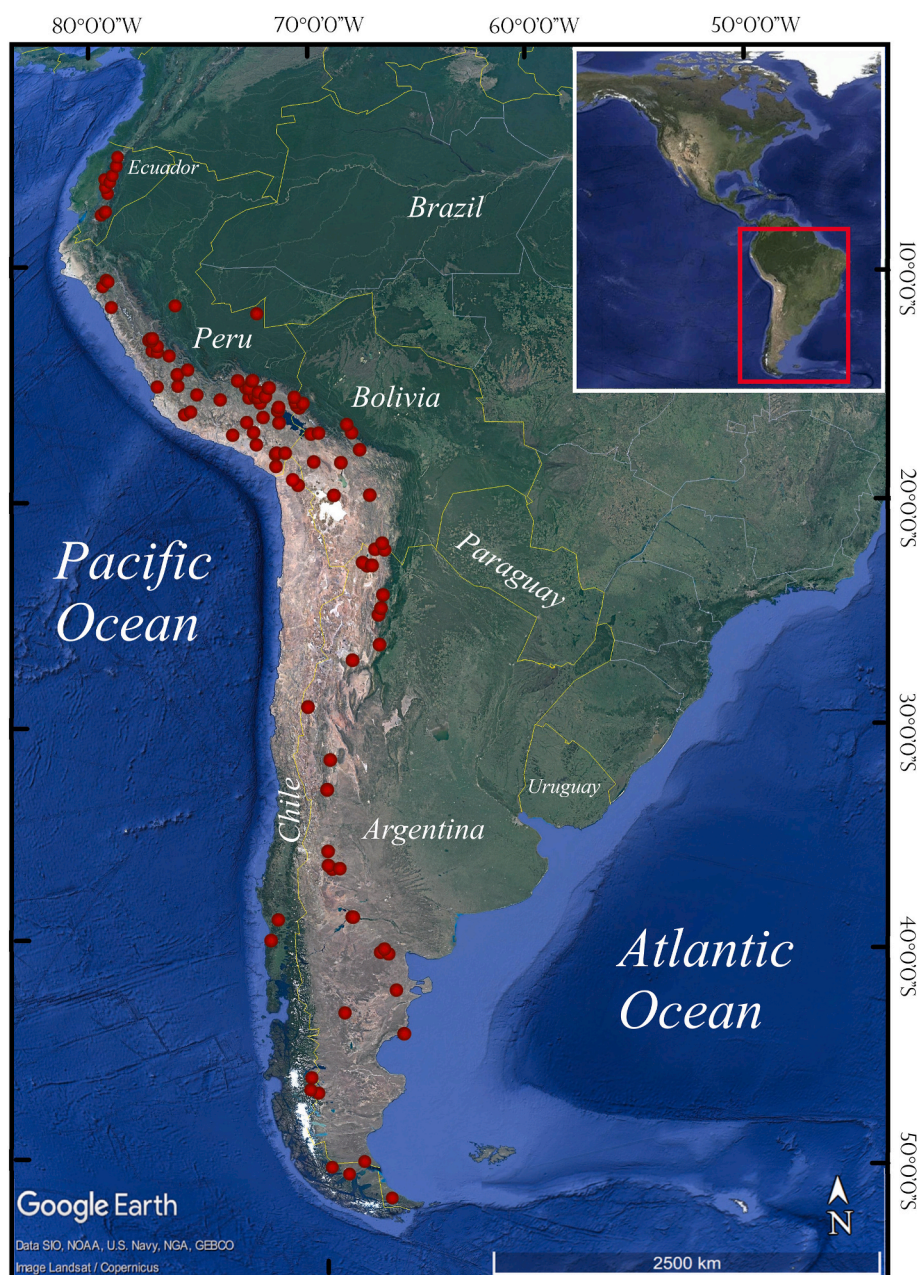 80°0'0"W 70°0'0"W 60°0'0"W 50°0'0"W
Ecuador
Brazil
10°0'0"S
Peru
Bolivia
20°0'0"S
Pacific
Ocean
Paraguay
30°0'0"S
Uruguay
Chile
Argentina
40°0'0"S
Atlantic
Ocean
50°0'0"S
Google Earth
N
Data SIO, NOAA, U.S. Navy, NGA, GEBCO
Image Landsat / Copernicus
2500 km